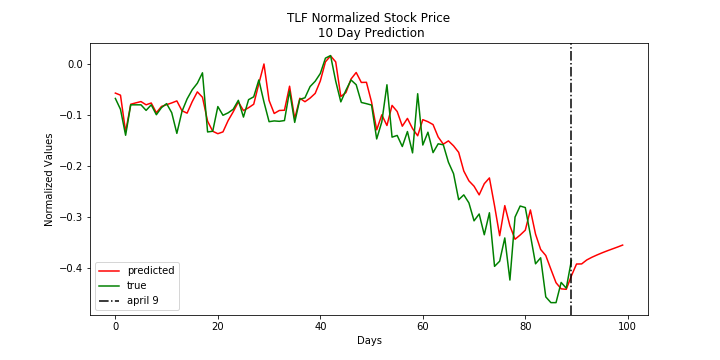 TLF Normalized Stock Price
10 Day Prediction
Normalized Values
0.0
−0.1
−0.2
−0.3
−0.4
predicted
true
april 9
0
20
40
60
80
100
Days